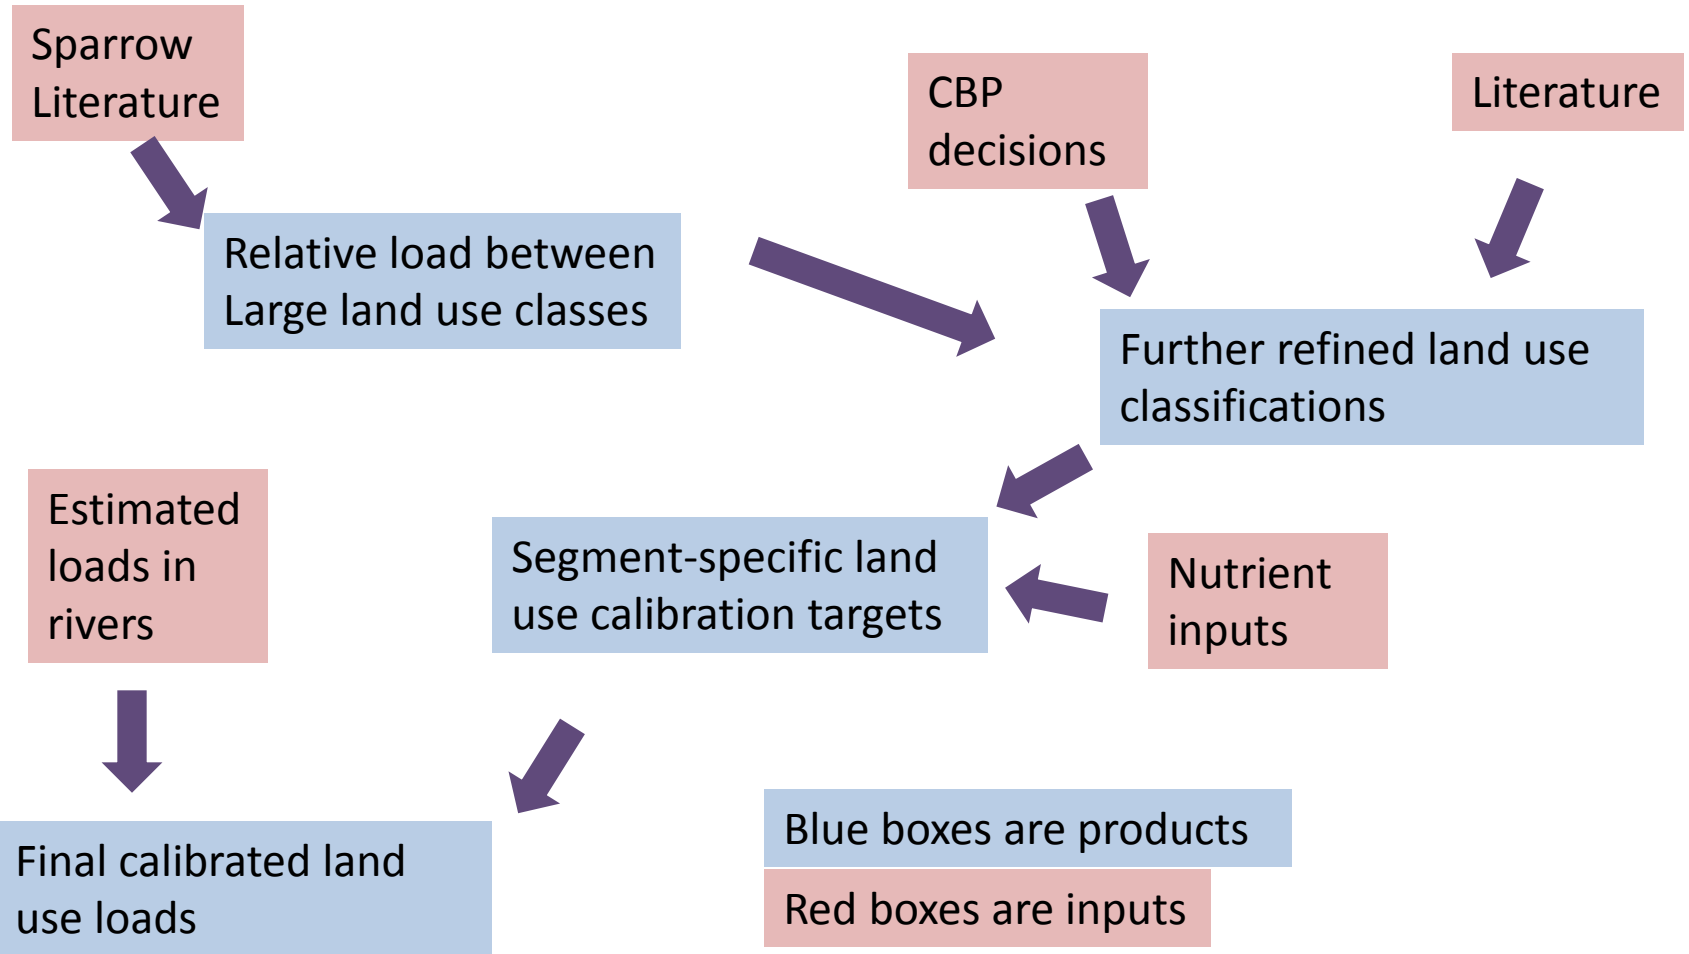 Sparrow
Literature
CBP
decisions
Literature
Relative load between
Large land use classes
Further refined land use
classifications
Estimated
loads in
rivers
Segment-specific land
use calibration targets
Nutrient
inputs
Final calibrated land
use loads
Blue boxes are products
Red boxes are inputs